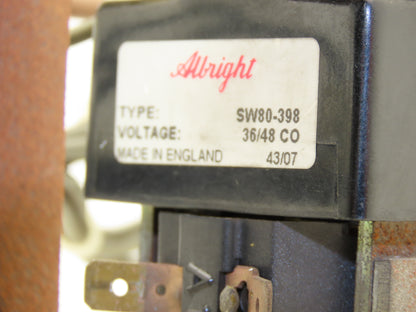 Albright
TYPE: SW80-398
VOLTAGE: 36/48 CO
MADE IN ENGLAND 43/07